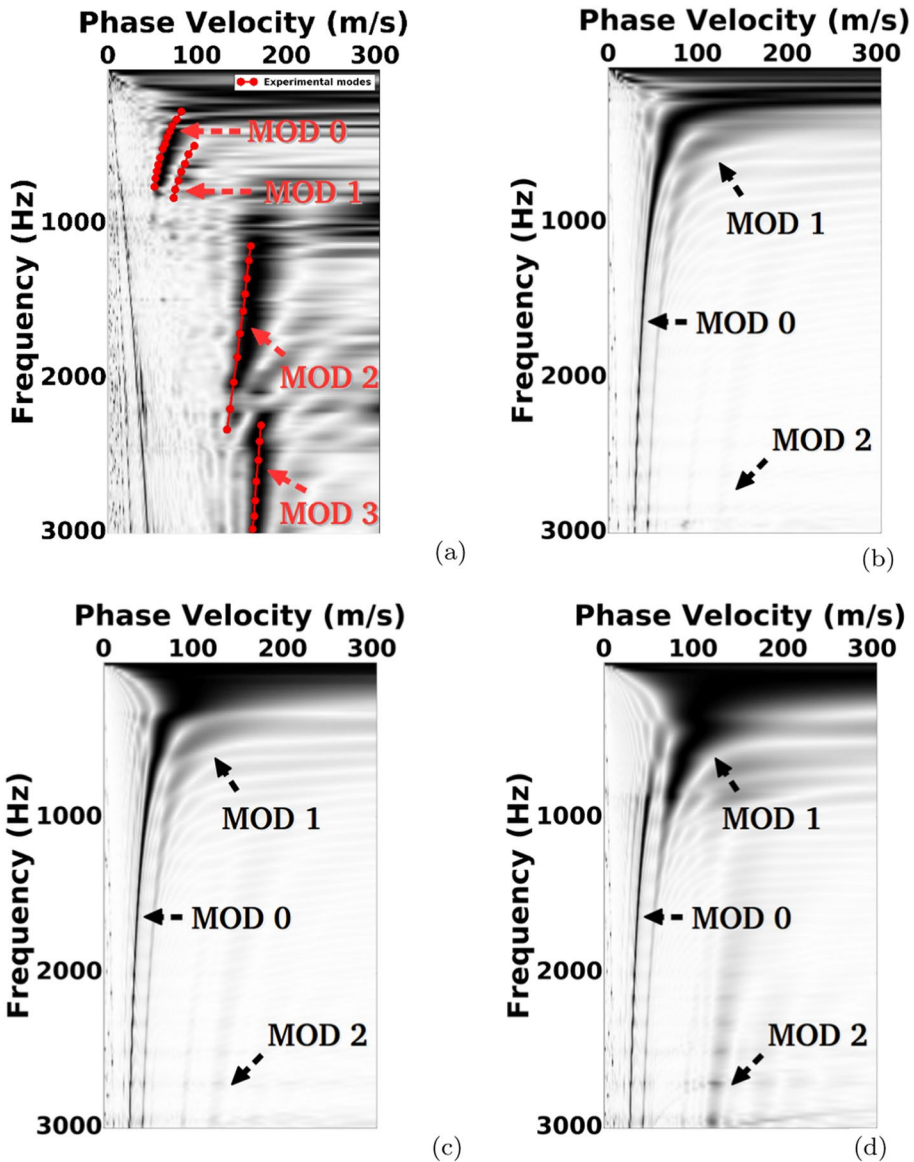 Phase Velocity (m/s)
0 100 200 300
Frequency (Hz)
1000
2000
3000
Experimental modes
MOD 0
MOD 1
MOD 2
MOD 3
(a)
Phase Velocity (m/s)
0 100 200 300
Frequency (Hz)
1000
2000
3000
MOD 1
MOD 0
MOD 2
(b)
Phase Velocity (m/s)
0 100 200 300
Frequency (Hz)
1000
2000
3000
MOD 1
MOD 0
MOD 2
(c)
Phase Velocity (m/s)
0 100 200 300
Frequency (Hz)
1000
2000
3000
MOD 1
MOD 0
MOD 2
(d)